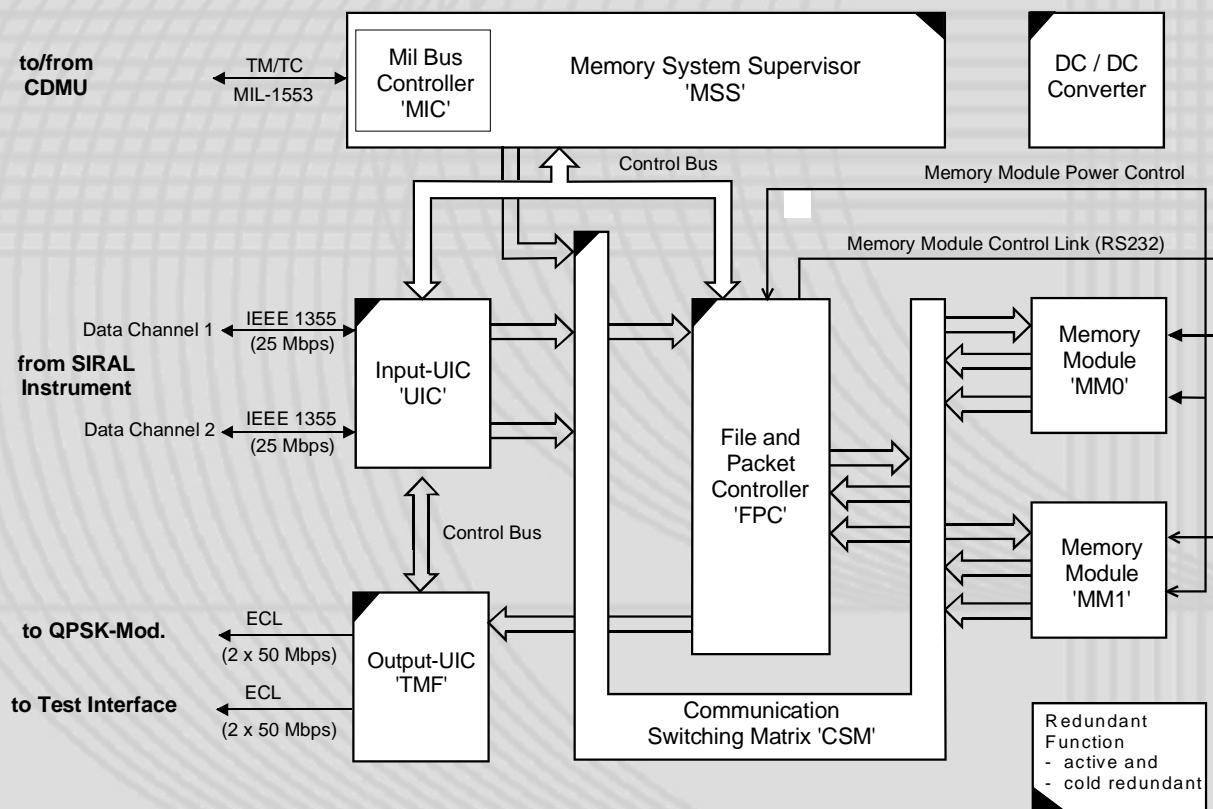 to/from
CDMU
TM/TC
MIL-1553
Mil Bus
Controller
'MIC'
Memory System Supervisor
'MSS'
DC / DC
Converter
Control Bus
Memory Module Power Control
Memory Module Control Link (RS232)
Data Channel 1
IEEE 1355
(25 Mbps)
from SIRAL
Instrument
Data Channel 2
IEEE 1355
(25 Mbps)
Input-UIC
'UIC'
File and
Packet
Controller
'FPC'
Memory
Module
'MM0'
Control Bus
Memory
Module
'MM1'
to QPSK-Mod.
ECL
(2 x 50 Mbps)
to Test Interface
ECL
(2 x 50 Mbps)
Output-UIC
'TMF'
Communication
Switching Matrix 'CSM'
Redundant
Function
- active and
- cold redundant